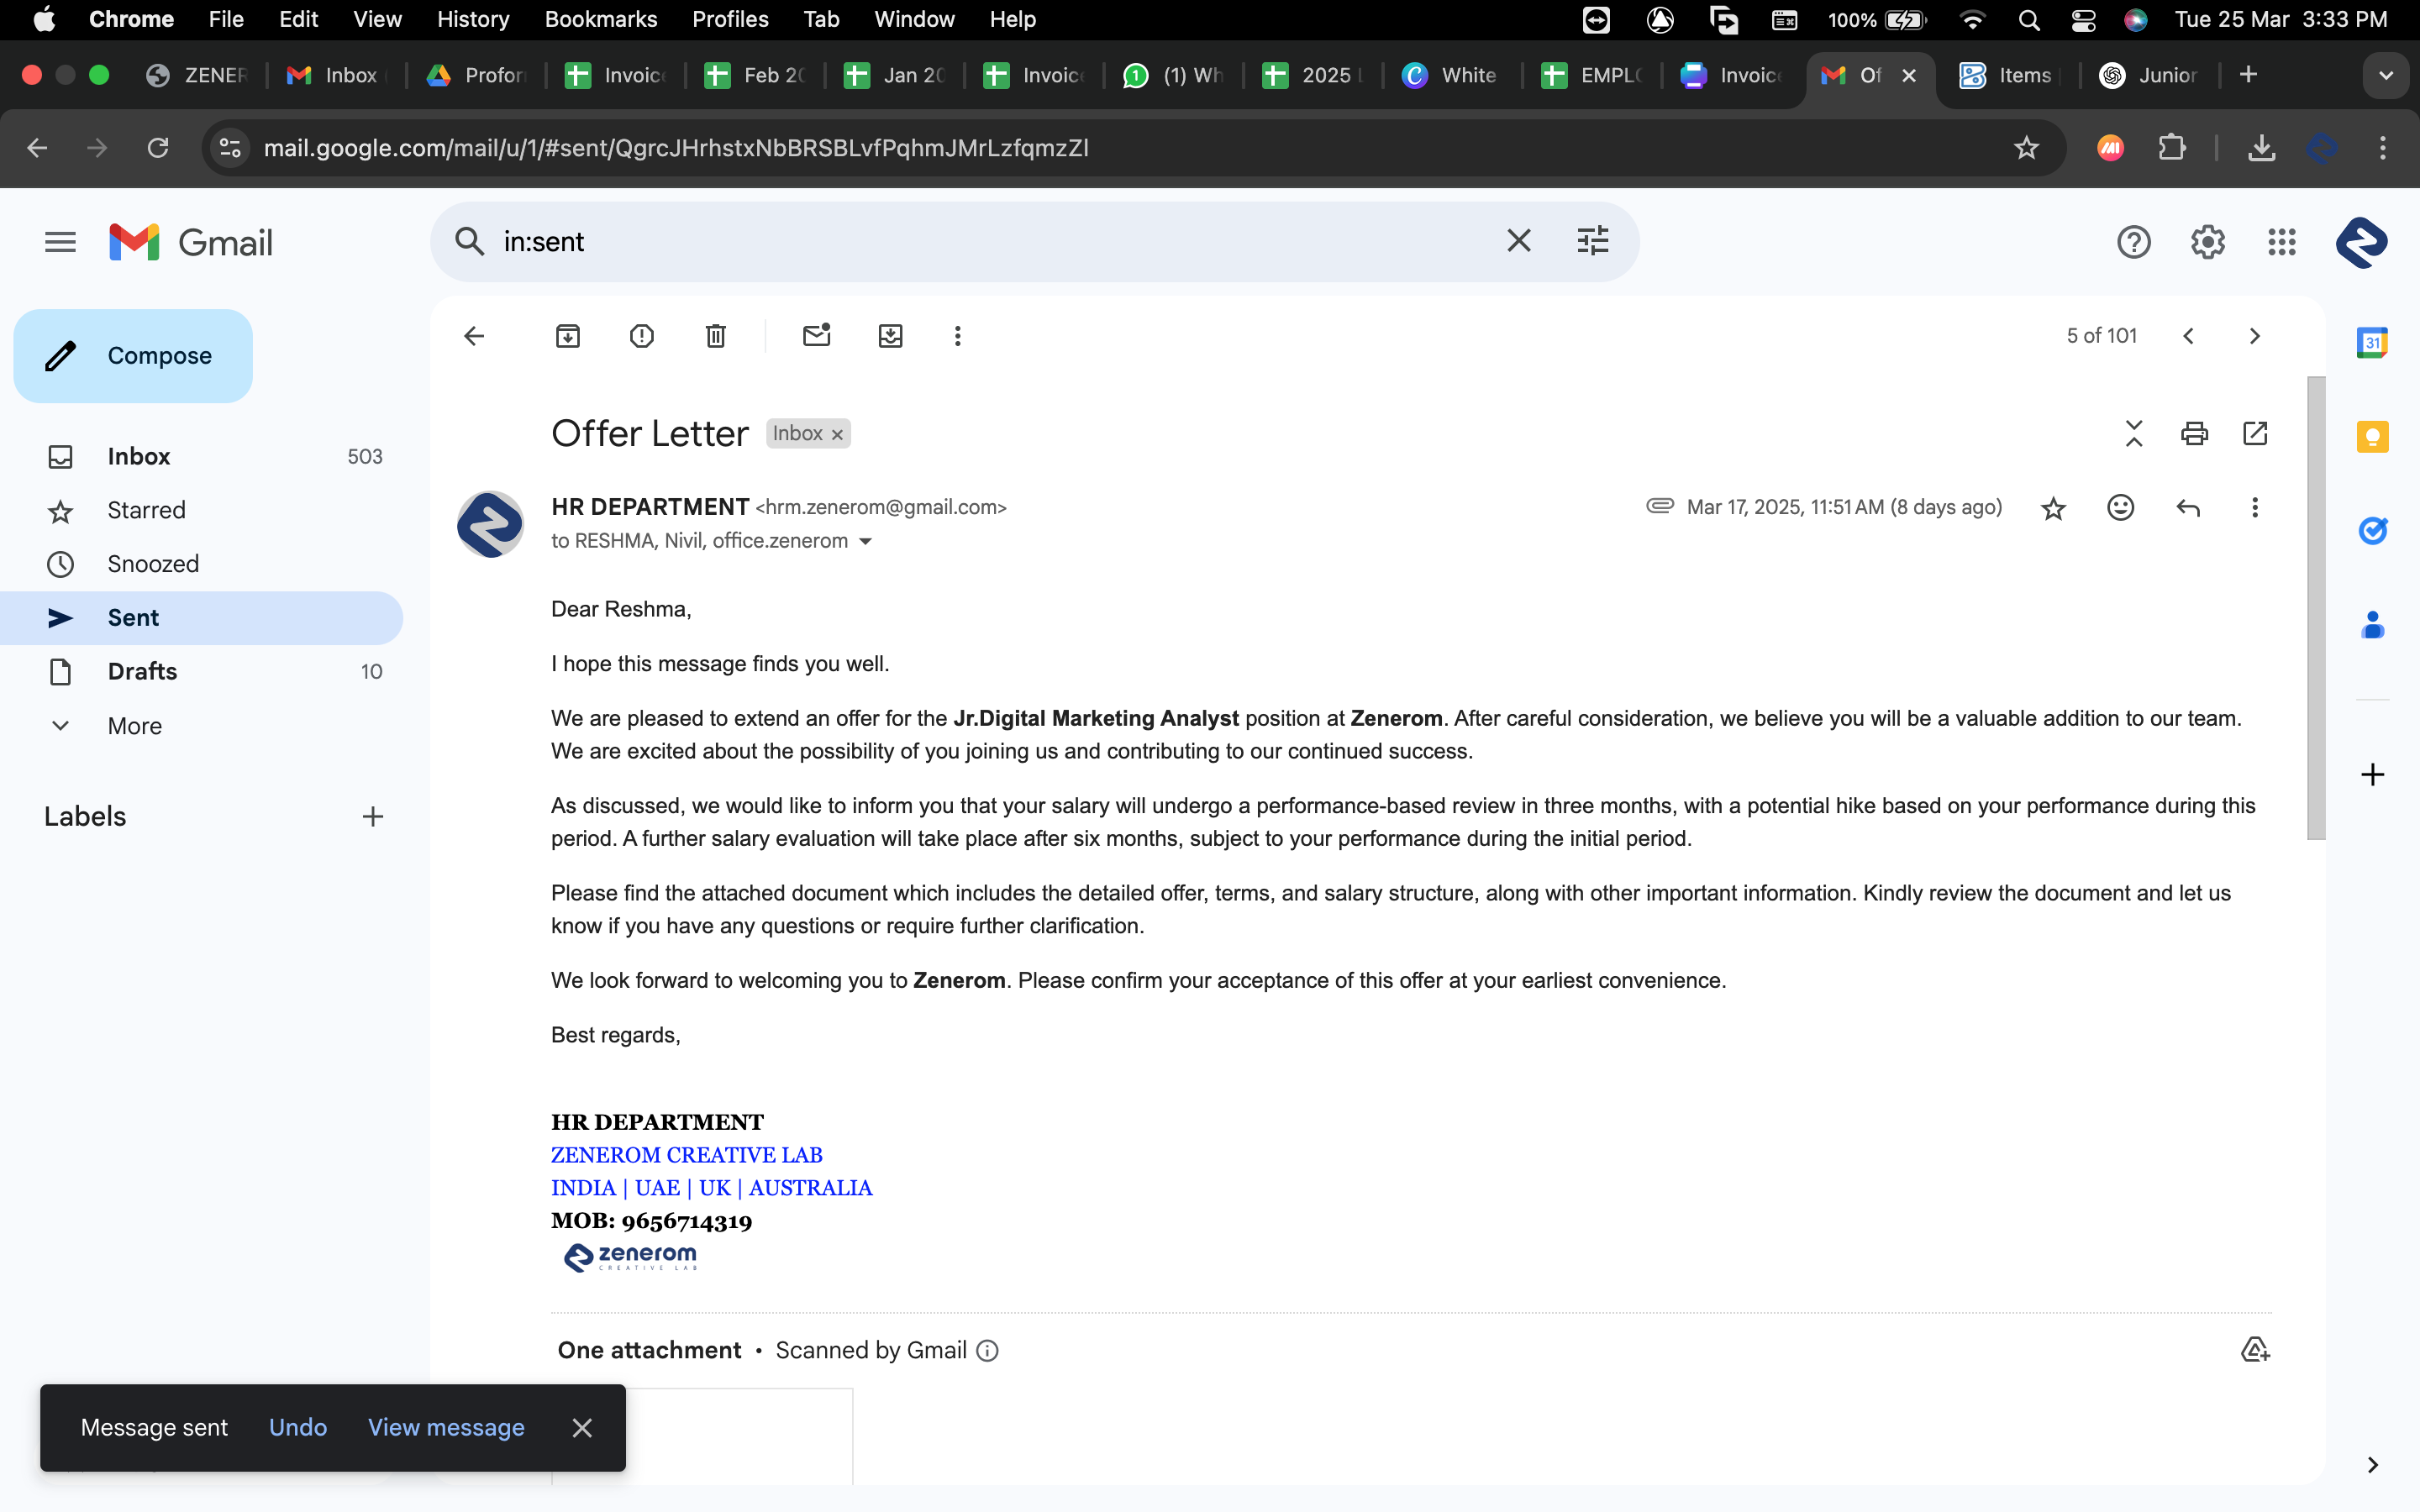 Chrome File Edit View History Bookmarks Profiles Tab Window Help 100% Tue 25 Mar 3:33 PM
ZENER Inbox Profor Invoic Feb 20 Jan 20 Invoic (1) Wh 2025 White EMPL Invoic Of Items Junior
mail.google.com/mail/u/1/#sent/QgrcJHrhstxNbBRSBLvfPqhmJMrLzfqmzZl
Gmail
in:sent
Compose
5 of 101
Inbox 503
Starred
Snoozed
Sent
Drafts 10
More
Labels
Offer Letter Inbox
HR DEPARTMENT <hrm.zenerom@gmail.com> Mar 17, 2025, 11:51 AM (8 days ago)
to RESHMA, Nivil, office.zenerom
31
Dear Reshma,
I hope this message finds you well.
We are pleased to extend an offer for the Jr.Digital Marketing Analyst position at Zenerom. After careful consideration, we believe you will be a valuable addition to our team.
We are excited about the possibility of you joining us and contributing to our continued success.
As discussed, we would like to inform you that your salary will undergo a performance-based review in three months, with a potential hike based on your performance during this
period. A further salary evaluation will take place after six months, subject to your performance during the initial period.
Please find the attached document which includes the detailed offer, terms, and salary structure, along with other important information. Kindly review the document and let us
know if you have any questions or require further clarification.
We look forward to welcoming you to Zenerom. Please confirm your acceptance of this offer at your earliest convenience.
Best regards,
HR DEPARTMENT
ZENEROM CREATIVE LAB
INDIA | UAE | UK | AUSTRALIA
MOB: 9656714319
zenerom
CREATIVE LAB
One attachment • Scanned by Gmail
Message sent Undo View message